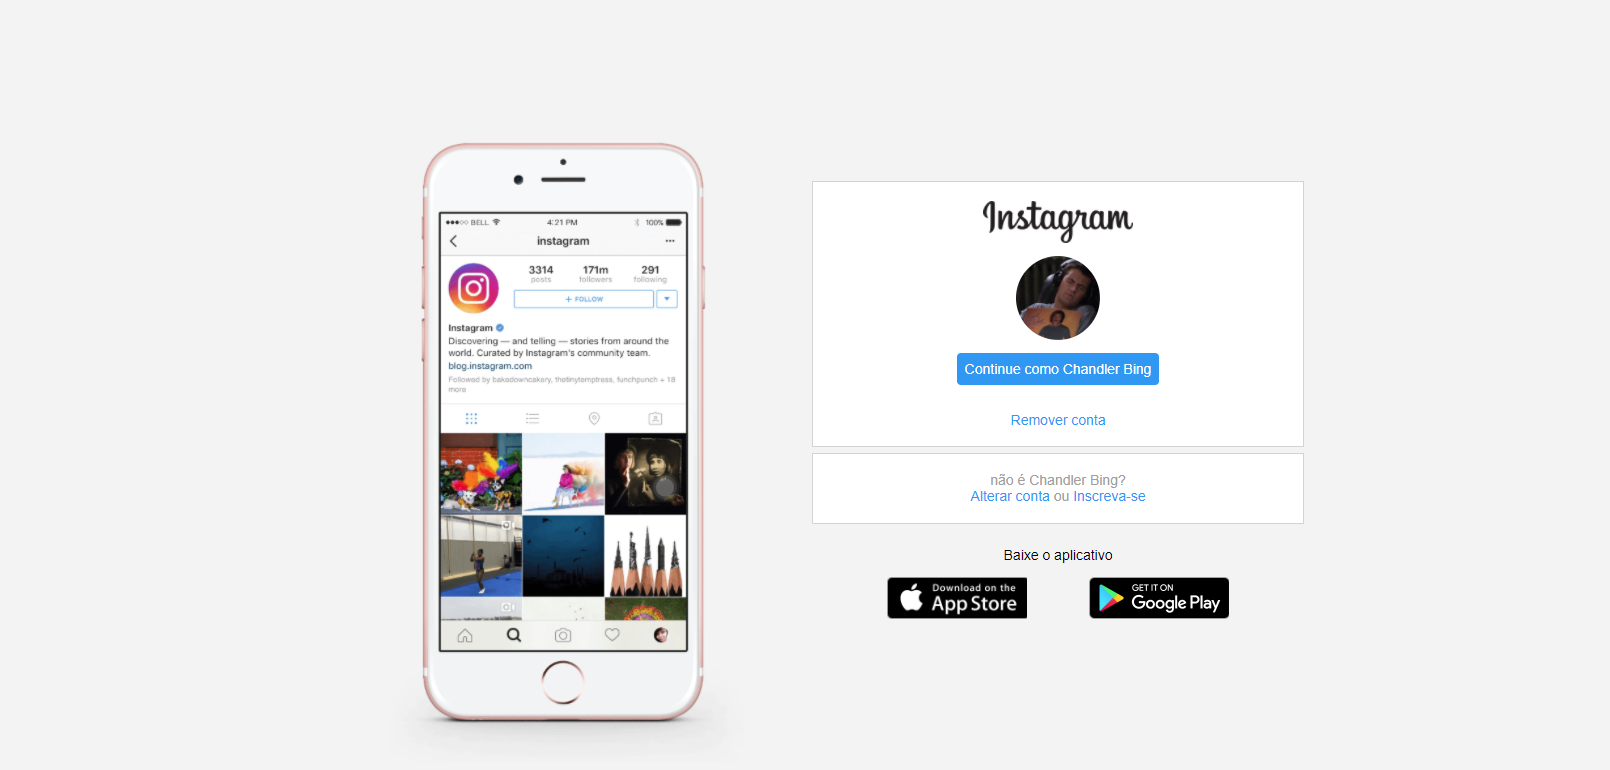 BELL 4:21 PM 100%
instagram
3314 171m 291
posts followers following
+ FOLLOW
Instagram
Discovering — and telling — stories from around the
world. Curated by Instagram's community team.
blog.instagram.com
Followed by bakedowncakery, thetinytemptress, funchpunch + 18
more
Instagram
Continue como Chandler Bing
Remover conta
não é Chandler Bing?
Alterar conta ou Inscreva-se
Baixe o aplicativo
Download on the
App Store
GET IT ON
Google Play